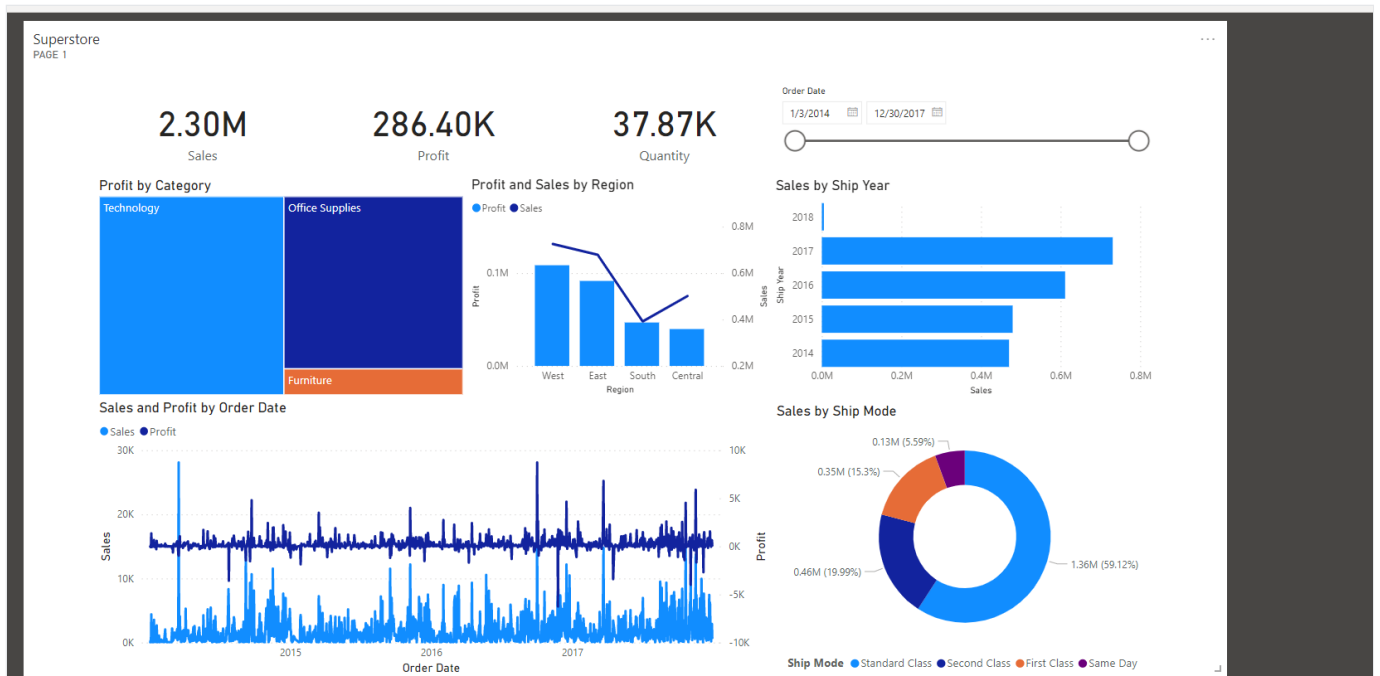 Superstore
PAGE 1
...
2.30M
Sales
286.40K
Profit
37.87K
Quantity
Order Date
1/3/2014
12/30/2017
Profit by Category
Technology
Office Supplies
Furniture
Profit and Sales by Region
Profit Sales
0.8M
0.1M
0.6M
Profit
Sales
0.4M
0.0M
0.2M
West East South Central
Region
Sales by Ship Year
2018
2017
Ship Year
2016
2015
2014
0.0M 0.2M 0.4M 0.6M 0.8M
Sales
Sales and Profit by Order Date
Sales Profit
30K
10K
5K
20K
Sales
0K
Profit
10K
-5K
0K
-10K
2015 2016 2017
Order Date
Sales by Ship Mode
0.13M (5.59%)
0.35M (15.3%)
0.46M (19.99%)
1.36M (59.12%)
Ship Mode Standard Class Second Class First Class Same Day